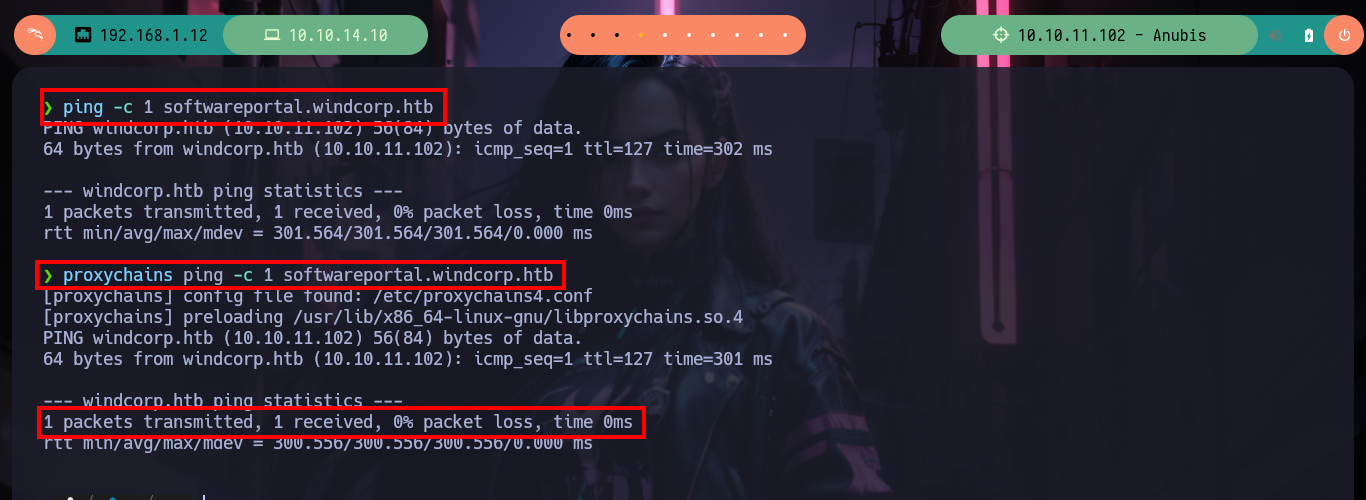 192.168.1.12 10.10.14.10 10.10.11.102 - Anubis
❯ ping -c 1 softwareportal.windcorp.htb
PING windcorp.htb (10.10.11.102) 56(84) bytes of data.
64 bytes from windcorp.htb (10.10.11.102): icmp_seq=1 ttl=127 time=302 ms
--- windcorp.htb ping statistics ---
1 packets transmitted, 1 received, 0% packet loss, time 0ms
rtt min/avg/max/mdev = 301.564/301.564/301.564/0.000 ms
❯ proxychains ping -c 1 softwareportal.windcorp.htb
[proxychains] config file found: /etc/proxychains4.conf
[proxychains] preloading /usr/lib/x86_64-linux-gnu/libproxychains.so.4
PING windcorp.htb (10.10.11.102) 56(84) bytes of data.
64 bytes from windcorp.htb (10.10.11.102): icmp_seq=1 ttl=127 time=301 ms
--- windcorp.htb ping statistics ---
1 packets transmitted, 1 received, 0% packet loss, time 0ms
rtt min/avg/max/mdev = 300.556/300.556/300.556/0.000 ms